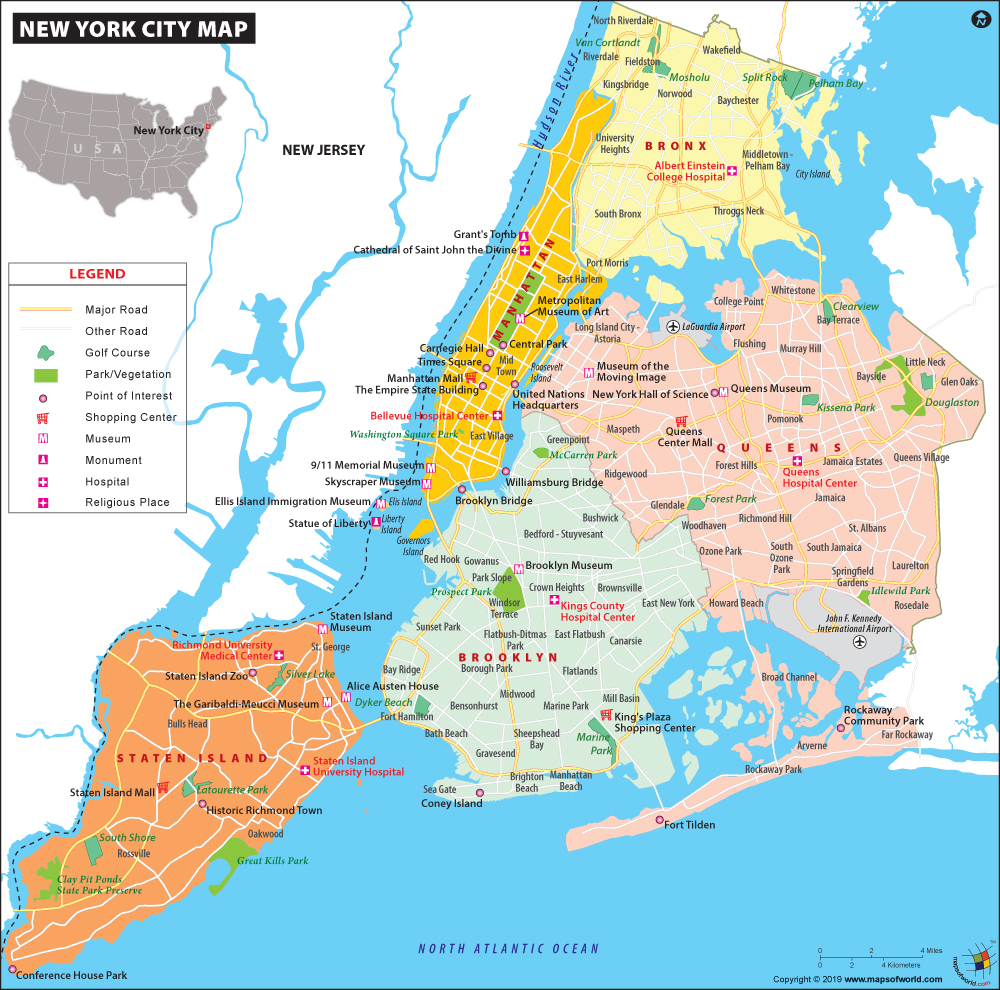 NEW YORK CITY MAP
N
New York City
U S A
NEW JERSEY
Hudson River
North Riverdale
Van Cortlandt
Riverdale
Fieldston
Wakefield
Mosholu
Split Rock
Pelham Bay
Kingsbridge
Norwood
Baychester
University
Heights
BRONX
Albert Einstein
College Hospital
Middletown -
Pelham Bay
City Island
South Bronx
Throggs Neck
Port Morris
Grant's Tomb
Cathedral of Saint John the Divine
MANHATTAN
East Harlem
Metropolitan
Museum of Art
Carnegie Hall
Central Park
Times Square
Mid
Town
Roosevelt
Island
Manhattan Mall
The Empire State Building
United Nations
Headquarters
Bellevue Hospital Center
Washington Square Park
East Village
9/11 Memorial Museum
Skyscraper Museum
Williamsburg Bridge
Ellis Island Immigration Museum
Elis Island
Brooklyn Bridge
Statue of Liberty
Liberty
Island
Governors
Island
LEGEND
Major Road
Other Road
Golf Course
Park/Vegetation
Point of Interest
Shopping Center
Museum
Monument
Hospital
Religious Place
College Point
Whitestone
Clearview
Bay Terrace
Long Island City -
Astoria
LaGuardia Airport
Flushing
Murray Hill
Little Neck
Bayside
Glen Oaks
Douglaston
Museum of the
Moving Image
New York Hall of Science
Queens Museum
Kissena Park
Maspeth
Queens
Center Mall
Pomonok
QUEENS
Forest Hills
Jamaica Estates
Queens Village
Queens
Hospital Center
Ridgewood
Jamaica
Glendale
Forest Park
Woodhaven
Richmond Hill
St. Albans
Ozone Park
South
Ozone
Park
South Jamaica
Springfield
Gardens
Laurelton
Idlewild Park
Rosedale
Howard Beach
John F. Kennedy
International Airport
Broad Channel
Rockaway
Community Park
Far Rockaway
Arverne
Rockaway Park
Fort Tilden
Greenpoint
McCarren Park
Bushwick
Bedford - Stuyvesant
Red Hook
Gowanus
Brooklyn Museum
Park Slope
Prospect Park
Crown Heights
Brownsville
Windsor
Terrace
Kings County
Hospital Center
East New York
Sunset Park
Flatbush-Ditmas
Park
East Flatbush
Canarsie
BROOKLYN
Borough Park
Flatlands
Bay Ridge
Midwood
Mill Basin
Dyker Beach
Bensonhurst
Marine Park
King's Plaza
Shopping Center
Fort Hamilton
Bath Beach
Sheepshead
Bay
Marine
Park
Gravesend
Brighton
Beach
Manhattan
Beach
Sea Gate
Coney Island
Staten Island
Museum
Richmond University
Medical Center
St. George
Staten Island Zoo
Silver Lake
Alice Austen House
The Garibaldi-Meucci Museum
Bulls Head
STATEN ISLAND
Staten Island
University Hospital
Staten Island Mall
Latourette Park
Historic Richmond Town
Oakwood
South Shore
Rossville
Great Kills Park
Clay Pit Ponds
State Park Preserve
Conference House Park
NORTH ATLANTIC OCEAN
0 2 4 Miles
0 2 4 Kilometers
Copyright © 2019 www.mapsofworld.com
mapsofworld.com